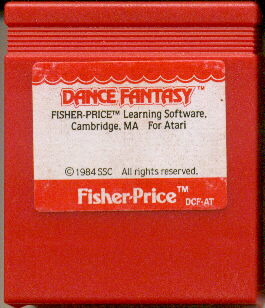 DANCE FANTASY™
FISHER-PRICE™ Learning Software,
Cambridge, MA For Atari
©1984 SSC All rights reserved.
Fisher-Price™
DCF-AT